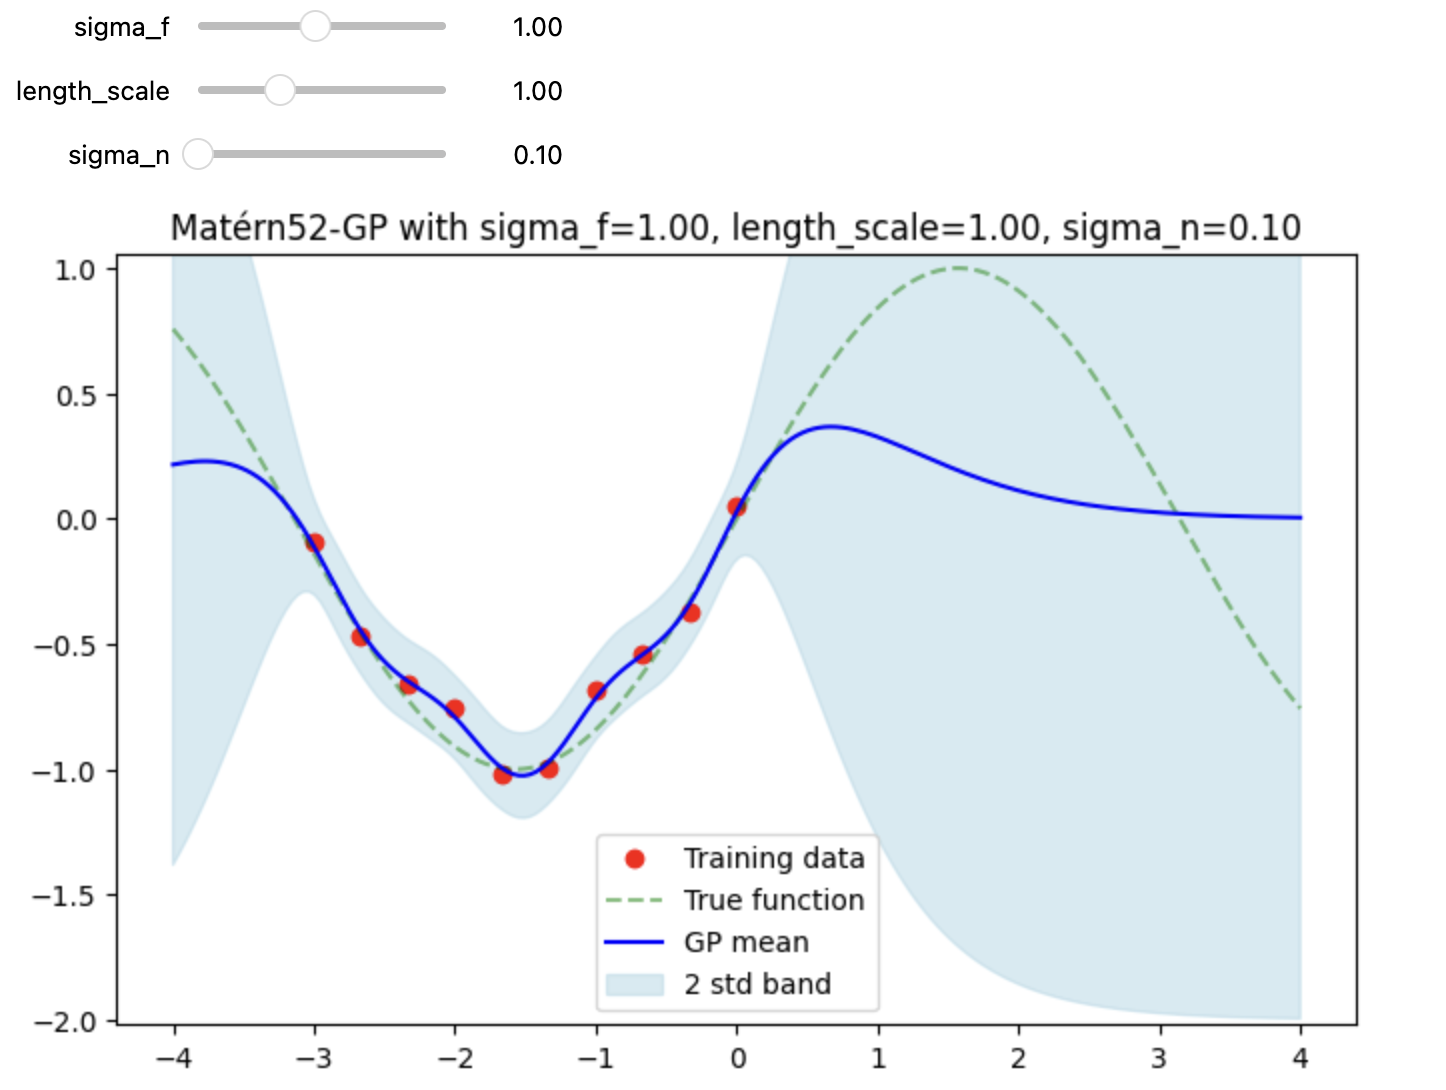 sigma_f 1.00
length_scale 1.00
sigma_n 0.10
Matérn52-GP with sigma_f=1.00, length_scale=1.00, sigma_n=0.10
1.0
0.5
0.0
−0.5
−1.0
−1.5
−2.0
Training data
True function
GP mean
2 std band
−4 −3 −2 −1 0 1 2 3 4